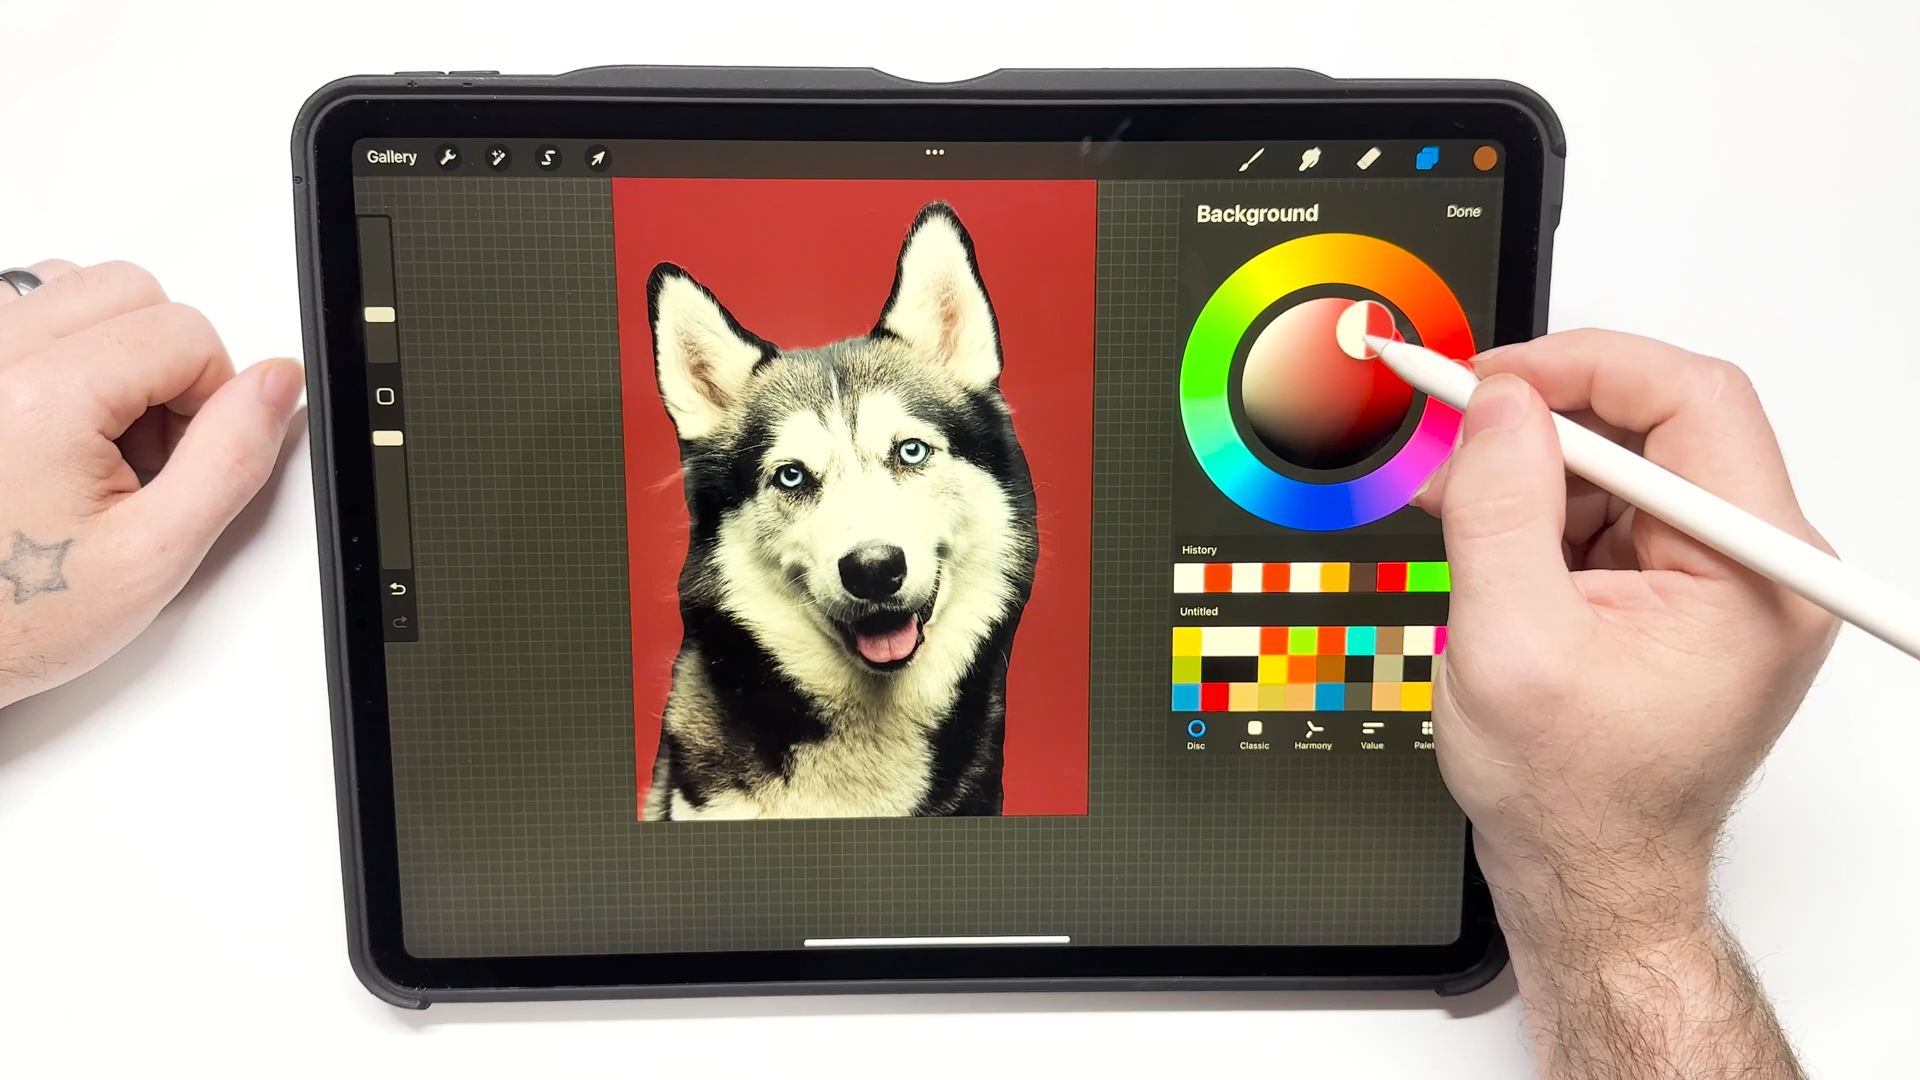 Gallery
Background
Done
History
Untitled
Disc
Classic
Harmony
Value